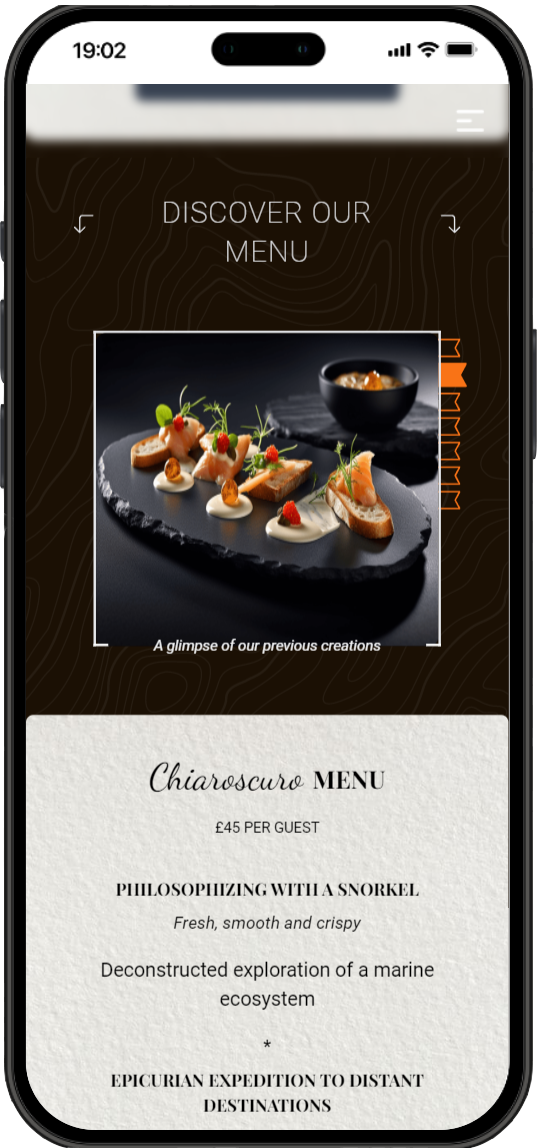 19:02
DISCOVER OUR
MENU
A glimpse of our previous creations
Chiaroscuro MENU
£45 PER GUEST
PHILOSOPHIZING WITH A SNORKEL
Fresh, smooth and crispy
Deconstructed exploration of a marine
ecosystem
*
EPICURIAN EXPEDITION TO DISTANT
DESTINATIONS